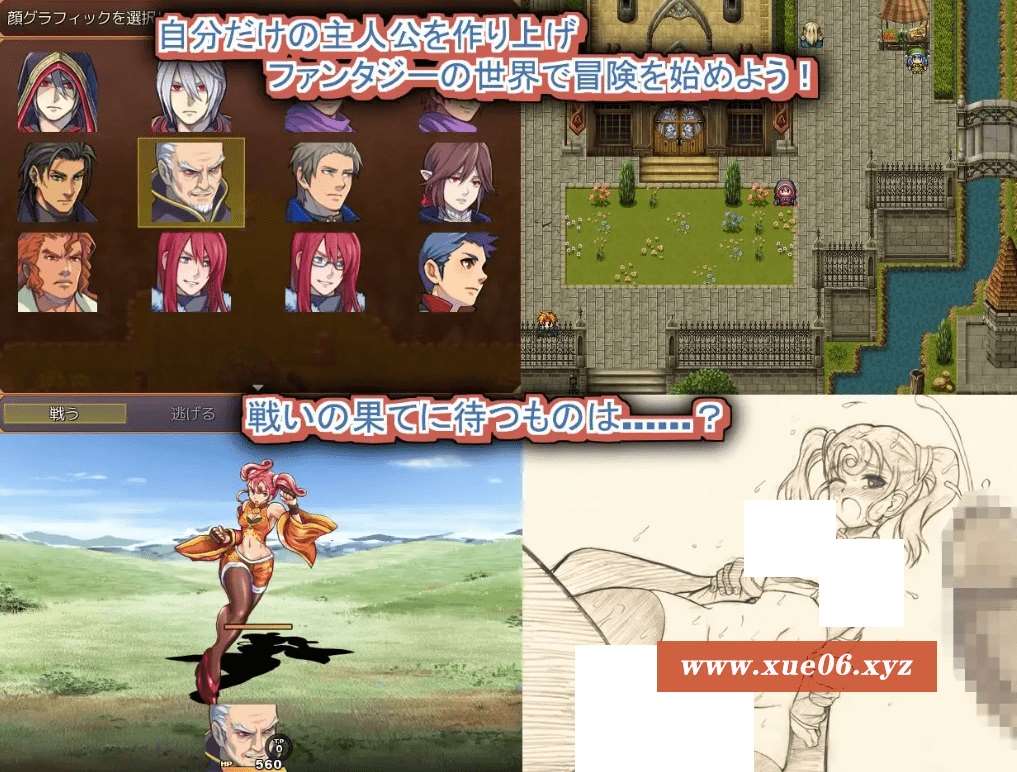 顔グラフィックを選択
自分だけの主人公を作り上げ
ファンタジーの世界で冒険を始めよう！
戦う
逃げる
戦いの果てに待つものは……？
www.xue06.xyz
TP
0
HP
560